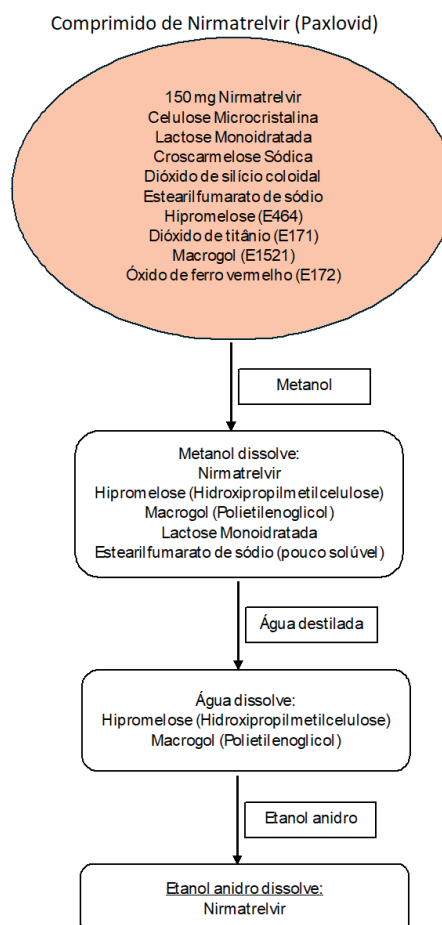 Comprimido de Nirmatrelvir (Paxlovid)
150 mg Nirmatrelvir
Celulose Microcristalina
Lactose Monoidratada
Croscarmelose Sódica
Dióxido de silício coloidal
Estearilfumarato de sódio
Hipromelose (E464)
Dióxido de titânio (E171)
Macrogol (E1521)
Óxido de ferro vermelho (E172)
Metanol
Metanol dissolve:
Nirmatrelvir
Hipromelose (Hidroxipropilmetilcelulose)
Macrogol (Polietilenoglicol)
Lactose Monoidratada
Estearilfumarato de sódio (pouco solúvel)
Água destilada
Água dissolve:
Hipromelose (Hidroxipropilmetilcelulose)
Macrogol (Polietilenoglicol)
Etanol anidro
Etanol anidro dissolve:
Nirmatrelvir